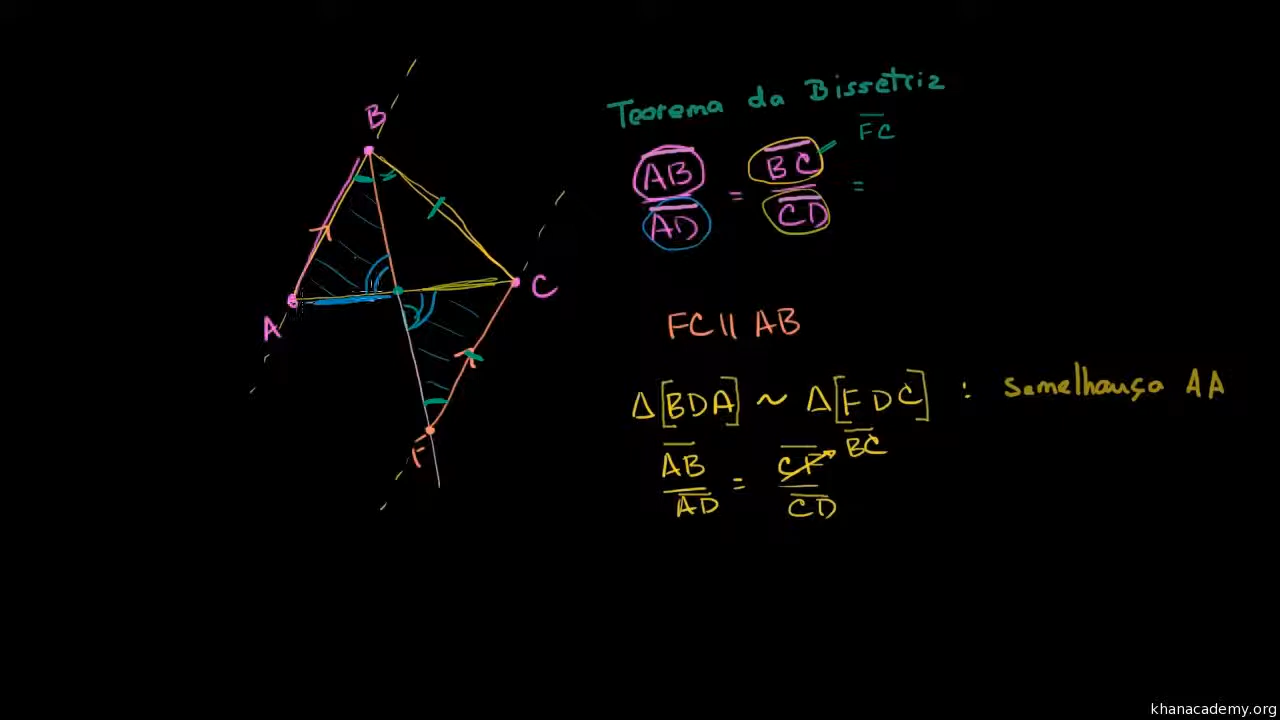 Teorema da Bissetriz
FC
AB = BC =
AD CD
B
C
A
F
FC || AB
Δ[BDA] ~ Δ[FDC] : Semelhança AA
AB = CF BC
AD CD
khanacademy.org